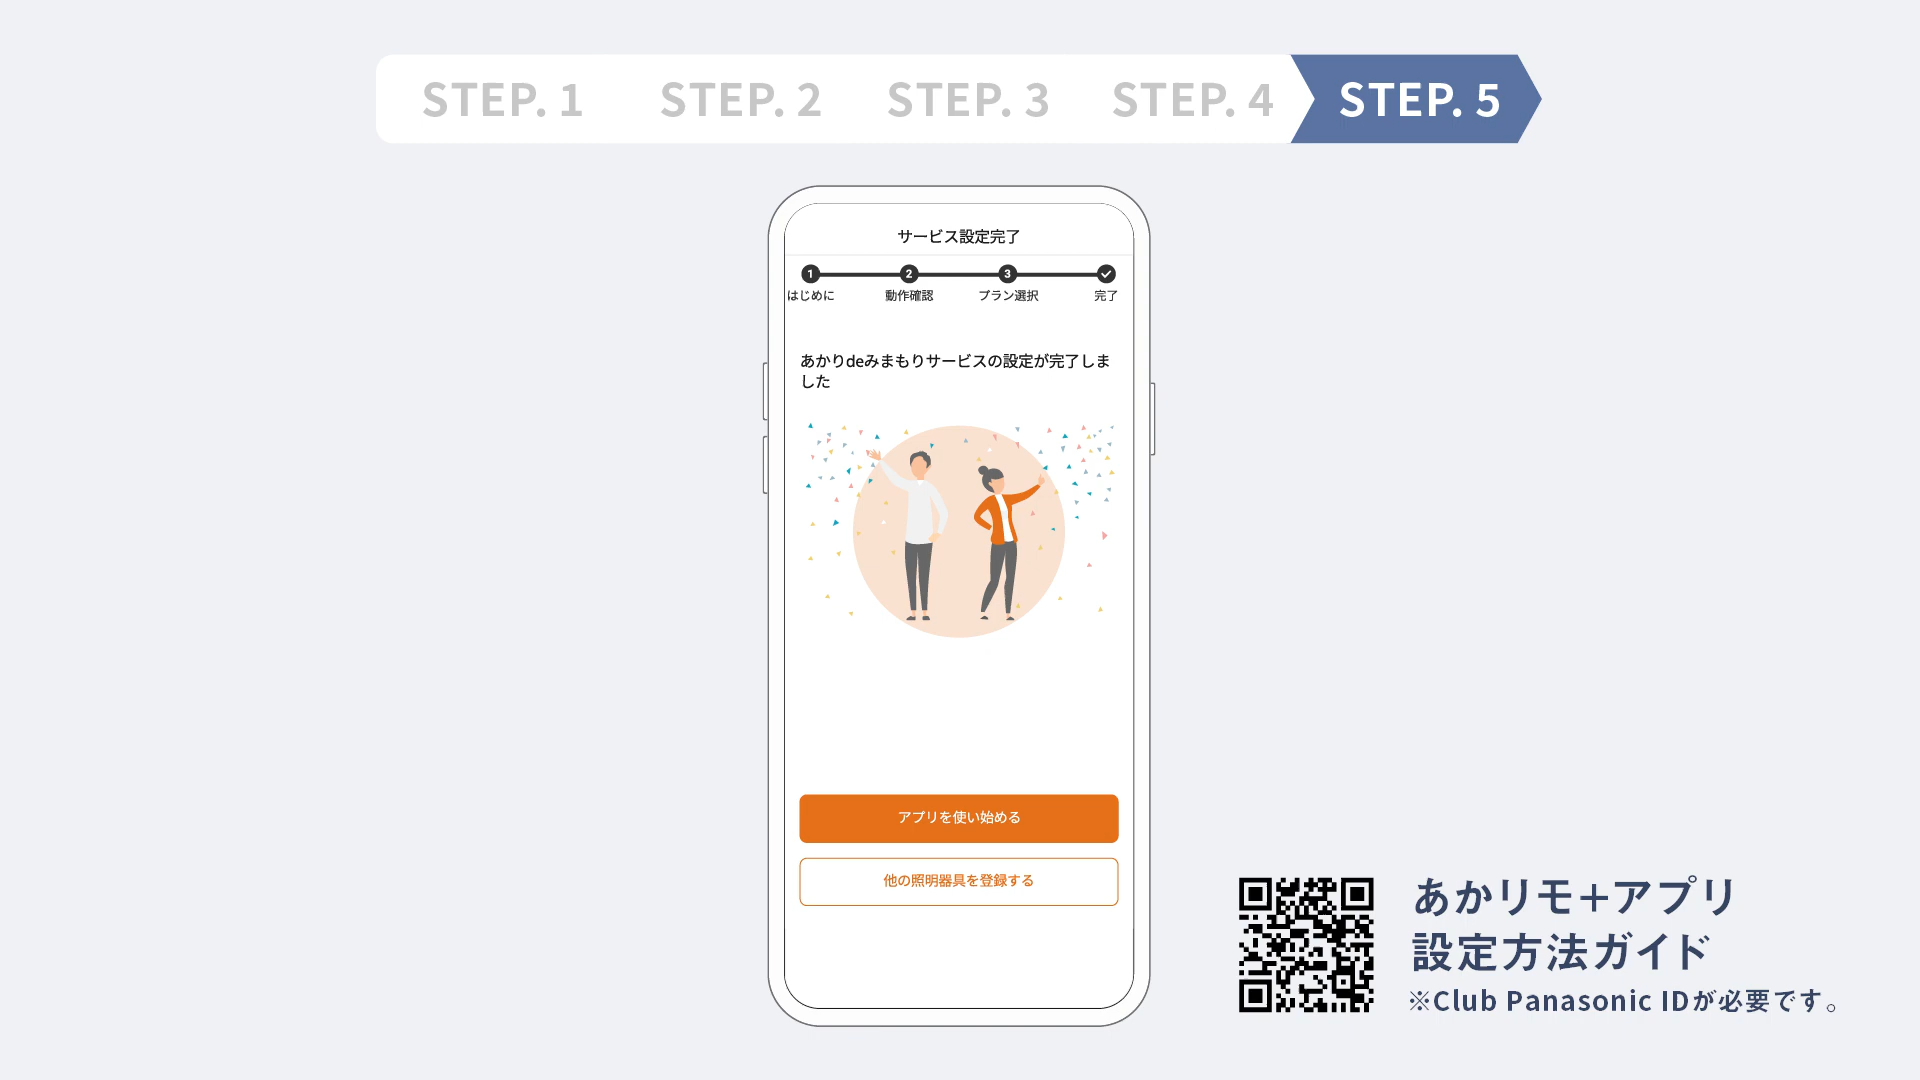 STEP. 1 STEP. 2 STEP. 3 STEP. 4 STEP. 5
サービス設定完了
1 2 3
はじめに 動作確認 プラン選択 完了
あかりdeみまもりサービスの設定が完了しま
した
アプリを使い始める
他の照明器具を登録する
あかリモ＋アプリ
設定方法ガイド
※Club Panasonic IDが必要です。